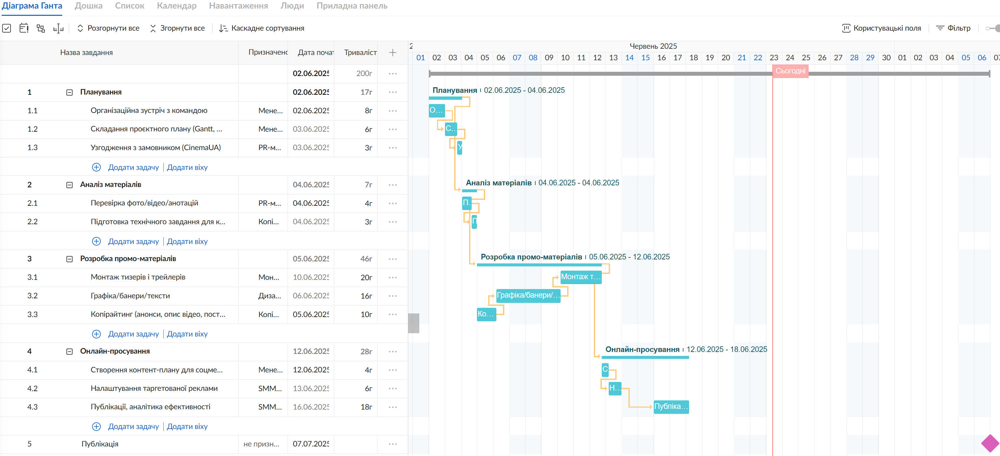 Діаграма Ганта Дошка Список Календар Навантаження Люди Приладна панель
Розгорнути все Згорнути все Каскадне сортування Користувацькі поля Фільтр
Назва завдання Призначено Дата почат Триваліст
2 Червень 2025
01 02 03 04 05 06 07 08 09 10 11 12 13 14 15 16 17 18 19 20 21 22 23 24 25 26 27 28 29 30 01 02 03 04 05 06 07
02.06.2025 200г ... Сьогодні
1 Планування 02.06.2025 17г ... Планування 02.06.2025 - 04.06.2025
1.1 Організаційна зустріч з командою Мене... 02.06.2025 8г ... О...
1.2 Складання проєктного плану (Gantt, ... Мене... 03.06.2025 6г ... С...
1.3 Узгодження з замовником (CinemaUA) PR-м... 03.06.2025 3г ... У
Додати задачу | Додати віху
2 Аналіз матеріалів 04.06.2025 7г ... Аналіз матеріалів 04.06.2025 - 04.06.2025
2.1 Перевірка фото/відео/анотацій PR-м... 04.06.2025 4г ... П.
2.2 Підготовка технічного завдання для к... Копі... 04.06.2025 3г ... П
Додати задачу | Додати віху
3 Розробка промо-матеріалів 05.06.2025 46г ... Розробка промо-матеріалів 05.06.2025 - 12.06.2025
3.1 Монтаж тизерів і трейлерів Мон... 10.06.2025 20г ... Монтаж т...
3.2 Графіка/банери/тексти Диза... 06.06.2025 16г ... Графіка/банери/...
3.3 Копірайтинг (анонси, опис відео, пост... Копі... 05.06.2025 10г ... Ко...
Додати задачу | Додати віху
4 Онлайн-просування 12.06.2025 28г ... Онлайн-просування 12.06.2025 - 18.06.2025
4.1 Створення контент-плану для соцме... Мене... 12.06.2025 4г ... С
4.2 Налаштування таргетованої реклами SMM... 13.06.2025 6г ... Н...
4.3 Публікації, аналітика ефективності SMM... 16.06.2025 18г ... Публіка...
Додати задачу | Додати віху
5 Публікація не призн... 07.07.2025 ...